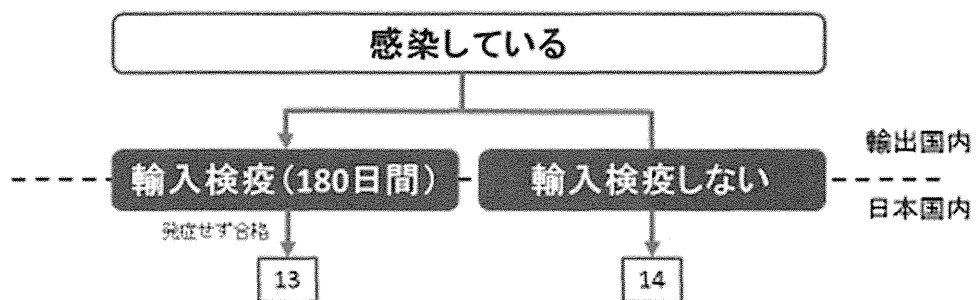 感染している
輸出国内
輸入検疫（180日間）
輸入検疫しない
日本国内
発症せず合格
13
14